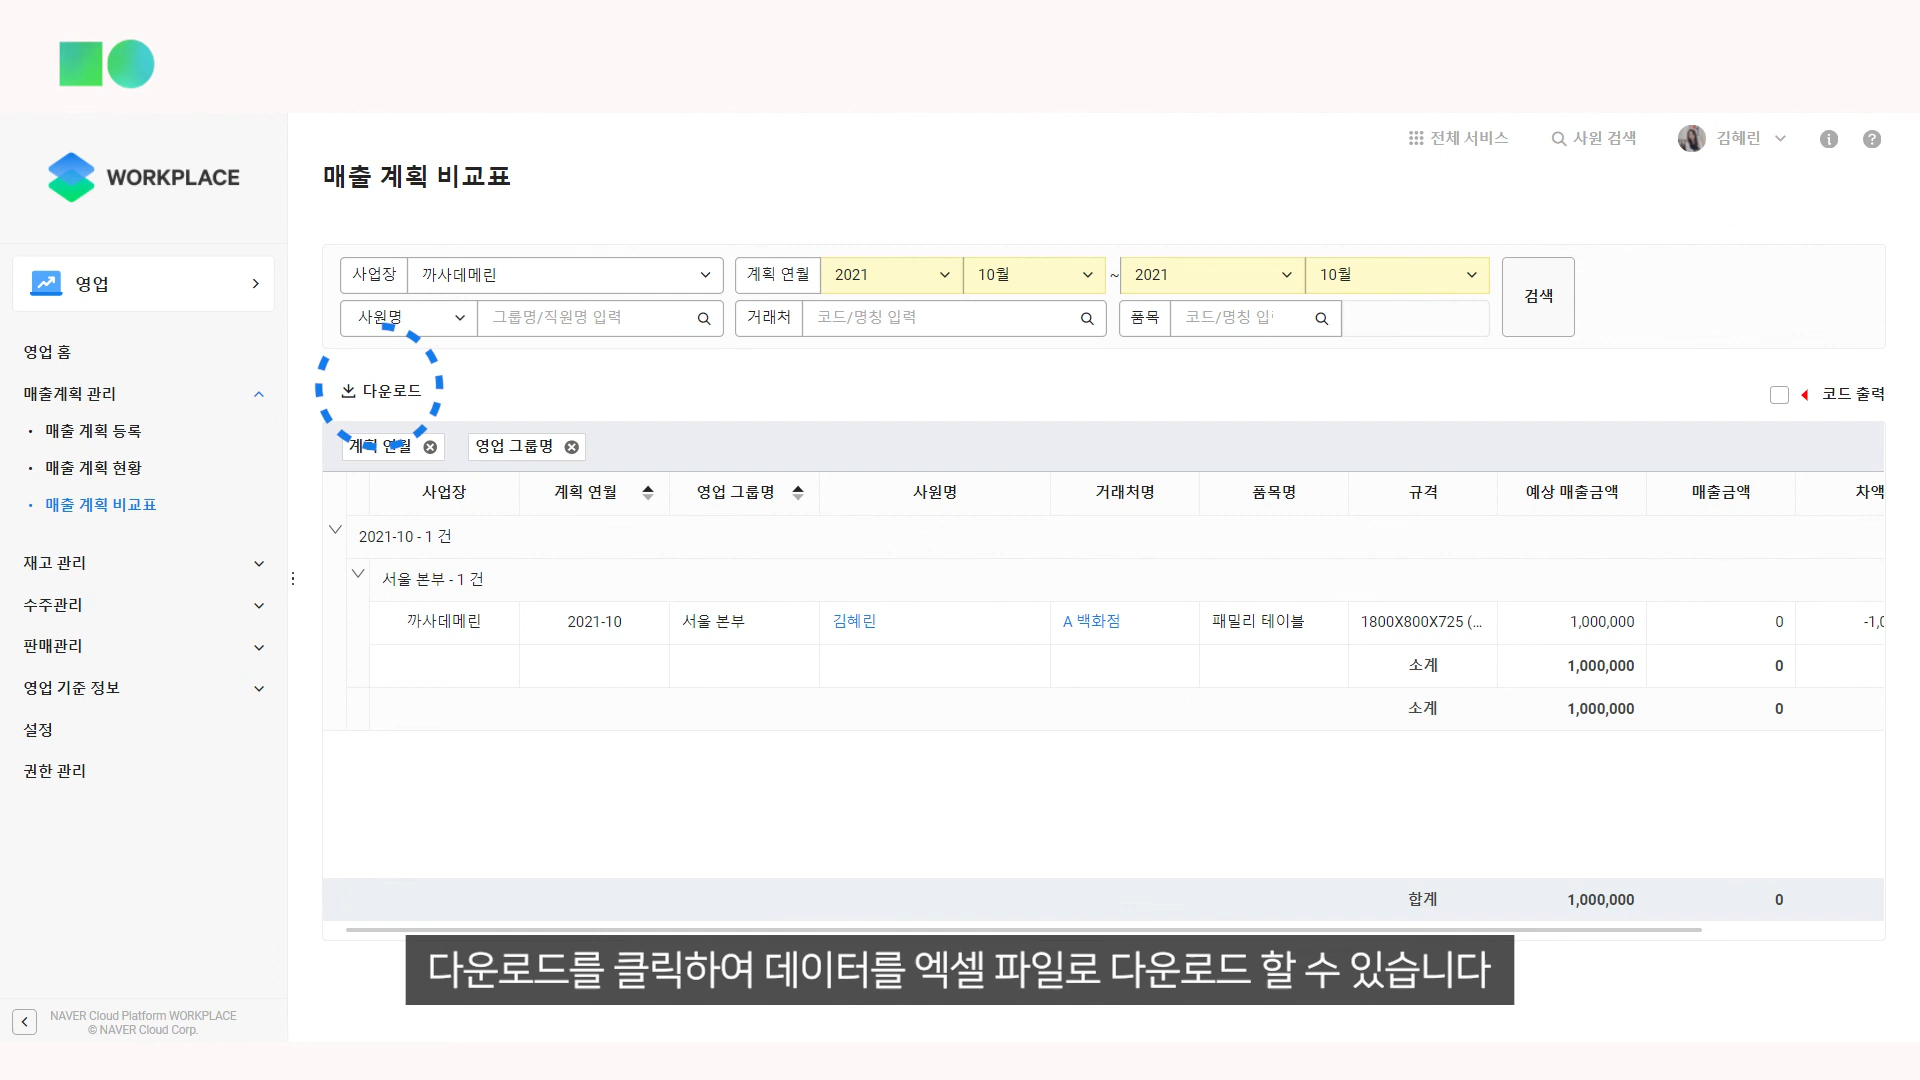 전체 서비스
사원 검색
김혜린
WORKPLACE
매출 계획 비교표
영업
영업 홈
매출계획 관리
· 매출 계획 등록
· 매출 계획 현황
· 매출 계획 비교표
재고 관리
수주관리
판매관리
영업 기준 정보
설정
권한 관리
NAVER Cloud Platform WORKPLACE
© NAVER Cloud Corp.
사업장 까사데메린 계획 연월 2021 10월 ~ 2021 10월 검색
사원명 그룹명/직원명 입력 거래처 코드/명칭 입력 품목 코드/명칭
다운로드 코드 출력
계획 연월 영업 그룹명
사업장 계획 연월 영업 그룹명 사원명 거래처명 품목명 규격 예상 매출금액 매출금액 차액
2021-10 - 1 건
서울 본부 - 1 건
까사데메린 2021-10 서울 본부 김혜린 A 백화점 패밀리 테이블 1800X800X725 (... 1,000,000 0
소계 1,000,000 0
소계 1,000,000 0
합계 1,000,000 0
다운로드를 클릭하여 데이터를 엑셀 파일로 다운로드 할 수 있습니다